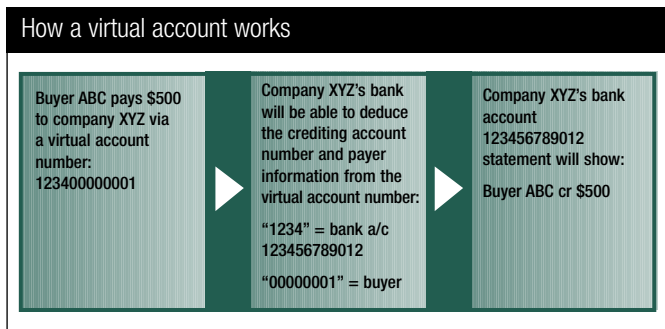 How a virtual account works
Buyer ABC pays $500
to company XYZ via
a virtual account
number:
123400000001
Company XYZ’s bank
will be able to deduce
the crediting account
number and payer
information from the
virtual account number:
“1234” = bank a/c
123456789012
“00000001” = buyer
Company XYZ’s bank
account
123456789012
statement will show:
Buyer ABC cr $500